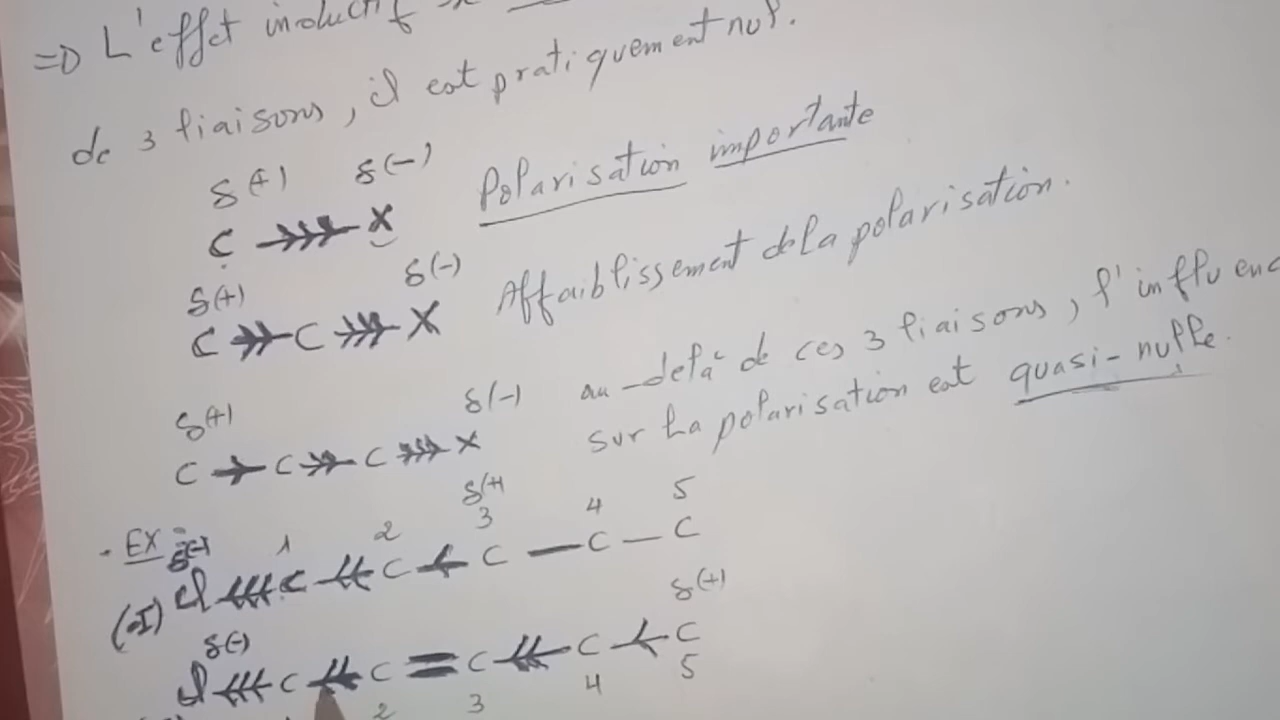 => L'effet inductif
de 3 liaisons, il est pratiquement nul.
δ(+) δ(-)
C →→→ X Polarisation importante
δ(+) δ(-)
C →→ C →→→ X Affaiblissement de la polarisation.
δ(+) δ(-) au-delà de ces 3 liaisons, l'influenc
C → C →→ C →→→ X sur la polarisation est quasi-nulle.
δ(+)
- EX: δ(-) 1 2 3 4 5
(-I) Cl ←←← C ←← C ← C — C — C
δ(-) δ(+)
Cl ←←← C ←← C = C ←← C ← C
2 3 4 5